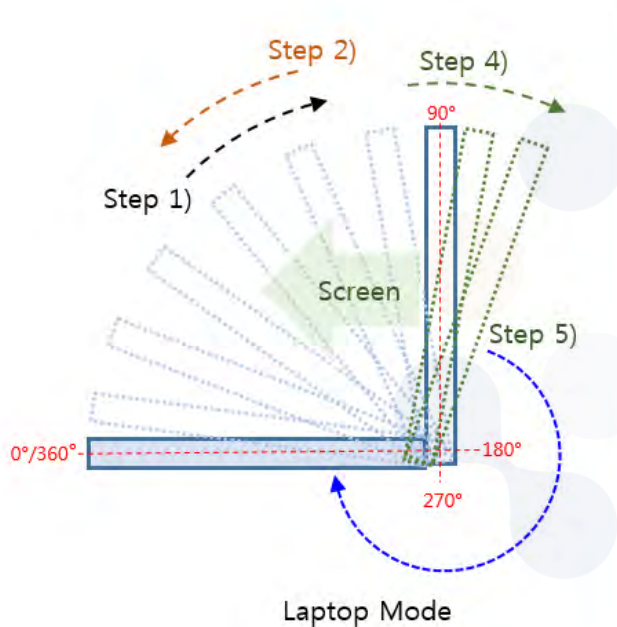 Step 2)
Step 4)
90°
Step 1)
Screen
Step 5)
0°/360°
180°
270°
Laptop Mode